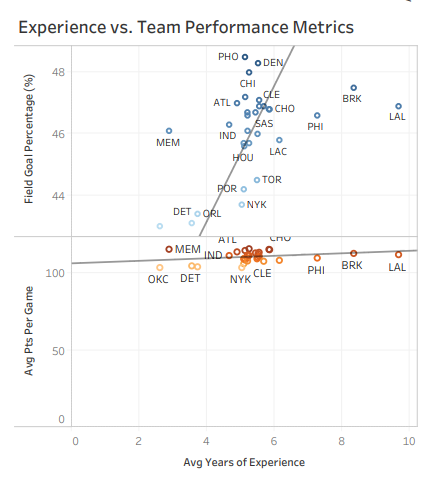 Experience vs. Team Performance Metrics
Field Goal Percentage (%)
48
46
44
PHO
DEN
CHI
CLE
ATL
CHO
BRK
LAL
SAS
PHI
IND
MEM
LAC
HOU
TOR
POR
NYK
DET
ORL
Avg Pts Per Game
100
50
0
ATL
CHO
MEM
IND
OKC
DET
NYK
CLE
PHI
BRK
LAL
0 2 4 6 8 10
Avg Years of Experience